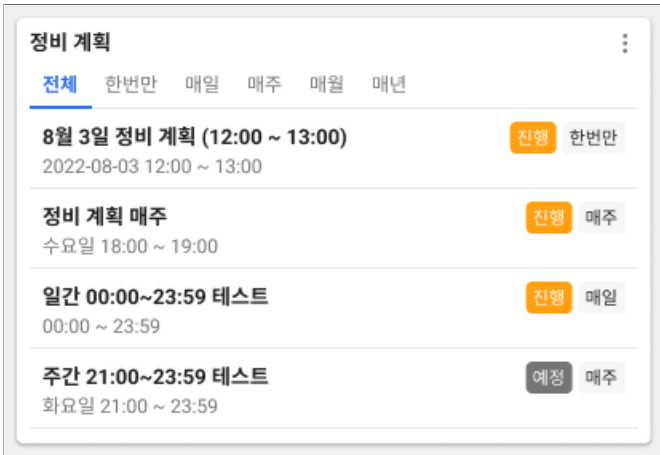 정비 계획
전체 한번만 매일 매주 매월 매년
8월 3일 정비 계획 (12:00 ~ 13:00) 진행 한번만
2022-08-03 12:00 ~ 13:00
정비 계획 매주 진행 매주
수요일 18:00 ~ 19:00
일간 00:00~23:59 테스트 진행 매일
00:00 ~ 23:59
주간 21:00~23:59 테스트 예정 매주
화요일 21:00 ~ 23:59